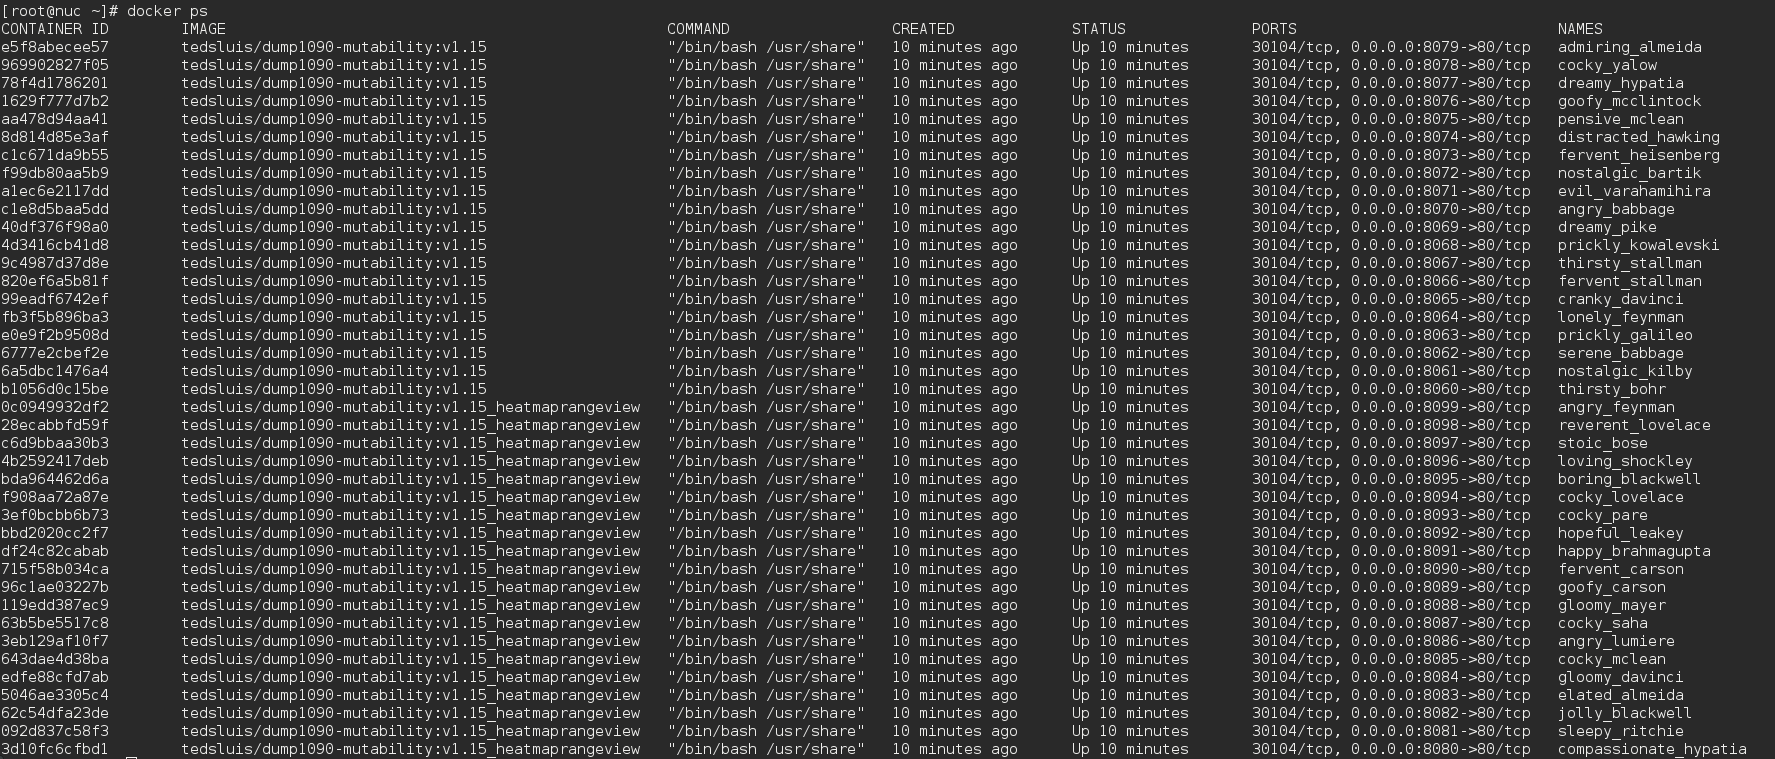 [root@nuc ~]# docker ps
CONTAINER ID IMAGE COMMAND CREATED STATUS PORTS NAMES
e5f8abecee57 tedsluis/dump1090-mutability:v1.15 "/bin/bash /usr/share" 10 minutes ago Up 10 minutes 30104/tcp, 0.0.0.0:8079->80/tcp admiring_almeida
969902827f05 tedsluis/dump1090-mutability:v1.15 "/bin/bash /usr/share" 10 minutes ago Up 10 minutes 30104/tcp, 0.0.0.0:8078->80/tcp cocky_yalow
78f4d1786201 tedsluis/dump1090-mutability:v1.15 "/bin/bash /usr/share" 10 minutes ago Up 10 minutes 30104/tcp, 0.0.0.0:8077->80/tcp dreamy_hypatia
1629f777d7b2 tedsluis/dump1090-mutability:v1.15 "/bin/bash /usr/share" 10 minutes ago Up 10 minutes 30104/tcp, 0.0.0.0:8076->80/tcp goofy_mcclintock
aa478d94aa41 tedsluis/dump1090-mutability:v1.15 "/bin/bash /usr/share" 10 minutes ago Up 10 minutes 30104/tcp, 0.0.0.0:8075->80/tcp pensive_mclean
8d814d85e3af tedsluis/dump1090-mutability:v1.15 "/bin/bash /usr/share" 10 minutes ago Up 10 minutes 30104/tcp, 0.0.0.0:8074->80/tcp distracted_hawking
c1c671da9b55 tedsluis/dump1090-mutability:v1.15 "/bin/bash /usr/share" 10 minutes ago Up 10 minutes 30104/tcp, 0.0.0.0:8073->80/tcp fervent_heisenberg
f99db80aa5b9 tedsluis/dump1090-mutability:v1.15 "/bin/bash /usr/share" 10 minutes ago Up 10 minutes 30104/tcp, 0.0.0.0:8072->80/tcp nostalgic_bartik
a1ec6e2117dd tedsluis/dump1090-mutability:v1.15 "/bin/bash /usr/share" 10 minutes ago Up 10 minutes 30104/tcp, 0.0.0.0:8071->80/tcp evil_varahamihira
c1e8d5baa5dd tedsluis/dump1090-mutability:v1.15 "/bin/bash /usr/share" 10 minutes ago Up 10 minutes 30104/tcp, 0.0.0.0:8070->80/tcp angry_babbage
40df376f98a0 tedsluis/dump1090-mutability:v1.15 "/bin/bash /usr/share" 10 minutes ago Up 10 minutes 30104/tcp, 0.0.0.0:8069->80/tcp dreamy_pike
4d3416cb41d8 tedsluis/dump1090-mutability:v1.15 "/bin/bash /usr/share" 10 minutes ago Up 10 minutes 30104/tcp, 0.0.0.0:8068->80/tcp prickly_kowalevski
9c4987d37d8e tedsluis/dump1090-mutability:v1.15 "/bin/bash /usr/share" 10 minutes ago Up 10 minutes 30104/tcp, 0.0.0.0:8067->80/tcp thirsty_stallman
820ef6a5b81f tedsluis/dump1090-mutability:v1.15 "/bin/bash /usr/share" 10 minutes ago Up 10 minutes 30104/tcp, 0.0.0.0:8066->80/tcp fervent_stallman
99eadf6742ef tedsluis/dump1090-mutability:v1.15 "/bin/bash /usr/share" 10 minutes ago Up 10 minutes 30104/tcp, 0.0.0.0:8065->80/tcp cranky_davinci
fb3f5b896ba3 tedsluis/dump1090-mutability:v1.15 "/bin/bash /usr/share" 10 minutes ago Up 10 minutes 30104/tcp, 0.0.0.0:8064->80/tcp lonely_feynman
e0e9f2b9508d tedsluis/dump1090-mutability:v1.15 "/bin/bash /usr/share" 10 minutes ago Up 10 minutes 30104/tcp, 0.0.0.0:8063->80/tcp prickly_galileo
6777e2cbef2e tedsluis/dump1090-mutability:v1.15 "/bin/bash /usr/share" 10 minutes ago Up 10 minutes 30104/tcp, 0.0.0.0:8062->80/tcp serene_babbage
6a5dbc1476a4 tedsluis/dump1090-mutability:v1.15 "/bin/bash /usr/share" 10 minutes ago Up 10 minutes 30104/tcp, 0.0.0.0:8061->80/tcp nostalgic_kilby
b1056d0c15be tedsluis/dump1090-mutability:v1.15 "/bin/bash /usr/share" 10 minutes ago Up 10 minutes 30104/tcp, 0.0.0.0:8060->80/tcp thirsty_bohr
0c0949932df2 tedsluis/dump1090-mutability:v1.15_heatmaprangeview "/bin/bash /usr/share" 10 minutes ago Up 10 minutes 30104/tcp, 0.0.0.0:8099->80/tcp angry_feynman
28ecabbfd59f tedsluis/dump1090-mutability:v1.15_heatmaprangeview "/bin/bash /usr/share" 10 minutes ago Up 10 minutes 30104/tcp, 0.0.0.0:8098->80/tcp reverent_lovelace
c6d9bbaa30b3 tedsluis/dump1090-mutability:v1.15_heatmaprangeview "/bin/bash /usr/share" 10 minutes ago Up 10 minutes 30104/tcp, 0.0.0.0:8097->80/tcp stoic_bose
4b2592417deb tedsluis/dump1090-mutability:v1.15_heatmaprangeview "/bin/bash /usr/share" 10 minutes ago Up 10 minutes 30104/tcp, 0.0.0.0:8096->80/tcp loving_shockley
bda964462d6a tedsluis/dump1090-mutability:v1.15_heatmaprangeview "/bin/bash /usr/share" 10 minutes ago Up 10 minutes 30104/tcp, 0.0.0.0:8095->80/tcp boring_blackwell
f908aa72a87e tedsluis/dump1090-mutability:v1.15_heatmaprangeview "/bin/bash /usr/share" 10 minutes ago Up 10 minutes 30104/tcp, 0.0.0.0:8094->80/tcp cocky_lovelace
3ef0bcbb6b73 tedsluis/dump1090-mutability:v1.15_heatmaprangeview "/bin/bash /usr/share" 10 minutes ago Up 10 minutes 30104/tcp, 0.0.0.0:8093->80/tcp cocky_pare
bbd2020cc2f7 tedsluis/dump1090-mutability:v1.15_heatmaprangeview "/bin/bash /usr/share" 10 minutes ago Up 10 minutes 30104/tcp, 0.0.0.0:8092->80/tcp hopeful_leakey
df24c82cabab tedsluis/dump1090-mutability:v1.15_heatmaprangeview "/bin/bash /usr/share" 10 minutes ago Up 10 minutes 30104/tcp, 0.0.0.0:8091->80/tcp happy_brahmagupta
715f58b034ca tedsluis/dump1090-mutability:v1.15_heatmaprangeview "/bin/bash /usr/share" 10 minutes ago Up 10 minutes 30104/tcp, 0.0.0.0:8090->80/tcp fervent_carson
96c1ae03227b tedsluis/dump1090-mutability:v1.15_heatmaprangeview "/bin/bash /usr/share" 10 minutes ago Up 10 minutes 30104/tcp, 0.0.0.0:8089->80/tcp goofy_carson
119edd387ec9 tedsluis/dump1090-mutability:v1.15_heatmaprangeview "/bin/bash /usr/share" 10 minutes ago Up 10 minutes 30104/tcp, 0.0.0.0:8088->80/tcp gloomy_mayer
63b5be5517c8 tedsluis/dump1090-mutability:v1.15_heatmaprangeview "/bin/bash /usr/share" 10 minutes ago Up 10 minutes 30104/tcp, 0.0.0.0:8087->80/tcp cocky_saha
3eb129af10f7 tedsluis/dump1090-mutability:v1.15_heatmaprangeview "/bin/bash /usr/share" 10 minutes ago Up 10 minutes 30104/tcp, 0.0.0.0:8086->80/tcp angry_lumiere
643dae4d38ba tedsluis/dump1090-mutability:v1.15_heatmaprangeview "/bin/bash /usr/share" 10 minutes ago Up 10 minutes 30104/tcp, 0.0.0.0:8085->80/tcp cocky_mclean
edfe88cfd7ab tedsluis/dump1090-mutability:v1.15_heatmaprangeview "/bin/bash /usr/share" 10 minutes ago Up 10 minutes 30104/tcp, 0.0.0.0:8084->80/tcp gloomy_davinci
5046ae3305c4 tedsluis/dump1090-mutability:v1.15_heatmaprangeview "/bin/bash /usr/share" 10 minutes ago Up 10 minutes 30104/tcp, 0.0.0.0:8083->80/tcp elated_almeida
62c54dfa23de tedsluis/dump1090-mutability:v1.15_heatmaprangeview "/bin/bash /usr/share" 10 minutes ago Up 10 minutes 30104/tcp, 0.0.0.0:8082->80/tcp jolly_blackwell
092d837c58f3 tedsluis/dump1090-mutability:v1.15_heatmaprangeview "/bin/bash /usr/share" 10 minutes ago Up 10 minutes 30104/tcp, 0.0.0.0:8081->80/tcp sleepy_ritchie
3d10fc6cfbd1 tedsluis/dump1090-mutability:v1.15_heatmaprangeview "/bin/bash /usr/share" 10 minutes ago Up 10 minutes 30104/tcp, 0.0.0.0:8080->80/tcp compassionate_hypatia